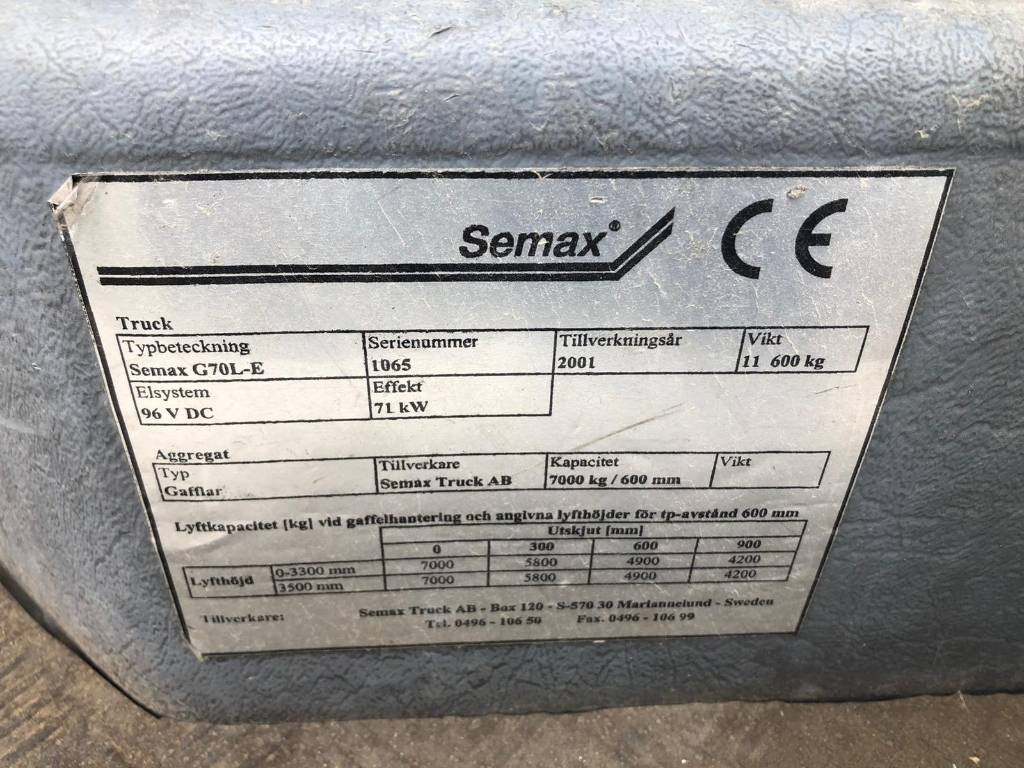 Semax®
CE
Truck
Typbeteckning Serienummer Tillverkningsår Vikt
Semax G70L-E 1065 2001 11 600 kg
Elsystem Effekt
96 V DC 71 kW
Aggregat
Typ Tillverkare Kapacitet Vikt
Gafflar Semax Truck AB 7000 kg / 600 mm
Lyftkapacitet [kg] vid gaffelhantering och angivna lyfthöjder för tp-avstånd 600 mm
Utskjut [mm]
0 300 600 900
Lyfthöjd 0-3300 mm 7000 5800 4900 4200
3500 mm 7000 5800 4900 4200
Tillverkare: Semax Truck AB - Box 120 - S-570 30 Mariannelund - Sweden
Tel. 0496 - 106 50 Fax. 0496 - 106 99